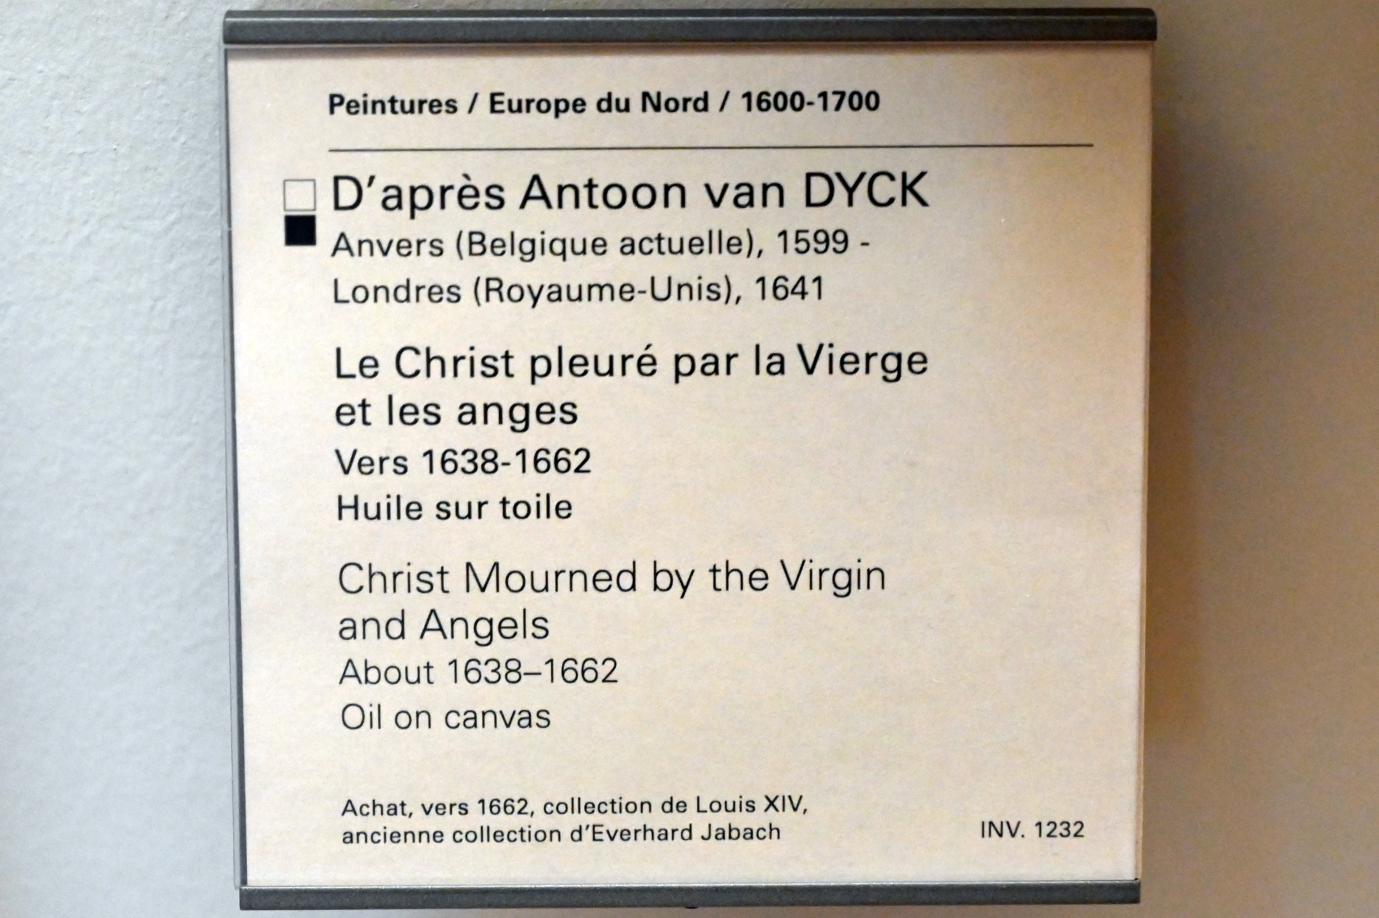 Peintures / Europe du Nord / 1600-1700
D'après Antoon van DYCK
Anvers (Belgique actuelle), 1599 -
Londres (Royaume-Unis), 1641
Le Christ pleuré par la Vierge
et les anges
Vers 1638-1662
Huile sur toile
Christ Mourned by the Virgin
and Angels
About 1638–1662
Oil on canvas
Achat, vers 1662, collection de Louis XIV,
ancienne collection d'Everhard Jabach
INV. 1232